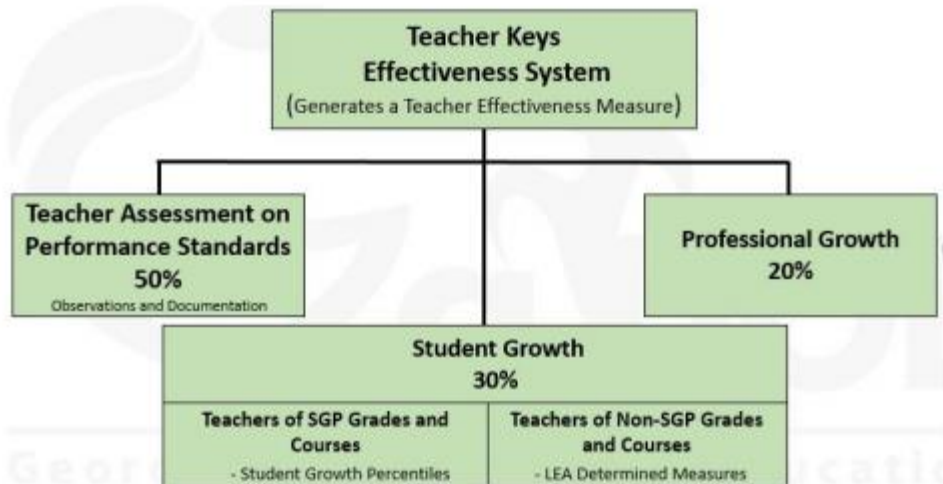 Teacher Keys
Effectiveness System
(Generates a Teacher Effectiveness Measure)
Teacher Assessment on
Performance Standards
50%
Observations and Documentation
Professional Growth
20%
Student Growth
30%
Teachers of SGP Grades and
Courses
- Student Growth Percentiles
Teachers of Non-SGP Grades
and Courses
- LEA Determined Measures